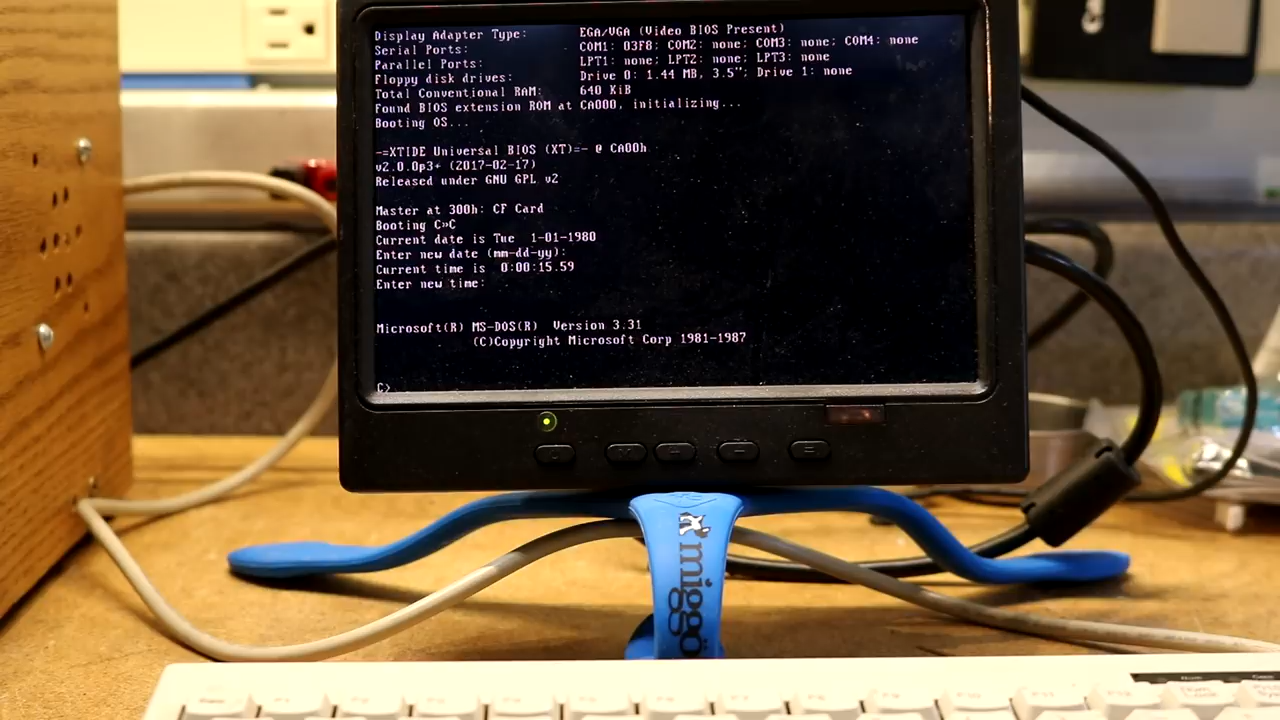 Display Adapter Type: EGA/VGA (Video BIOS Present)
Serial Ports: COM1: 03F8; COM2: none; COM3: none; COM4: none
Parallel Ports: LPT1: none; LPT2: none; LPT3: none
Floppy disk drives: Drive 0: 1.44 MB, 3.5"; Drive 1: none
Total Conventional RAM: 640 KiB
Found BIOS extension ROM at CA000, initializing...
Booting OS...
-=XTIDE Universal BIOS (XT)=- @ CA00h
v2.0.0β3+ (2017-02-17)
Released under GNU GPL v2
Master at 300h: CF Card
Booting C»C
Current date is Tue 1-01-1980
Enter new date (mm-dd-yy):
Current time is 0:00:15.59
Enter new time:
Microsoft(R) MS-DOS(R) Version 3.31
(C)Copyright Microsoft Corp 1981-1987
C>
miggö